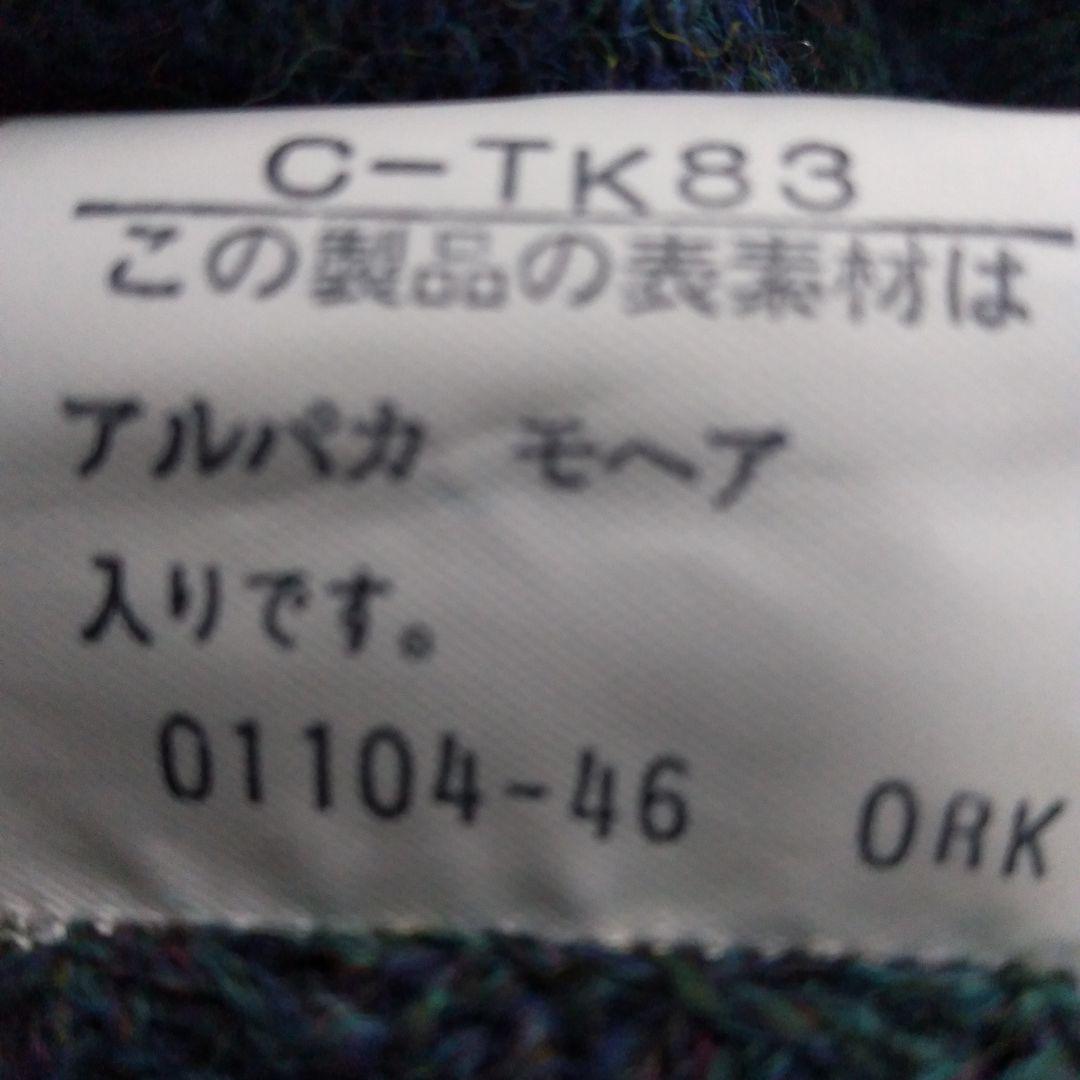 C-TK83
この製品の表素材は
アルパカ モヘア
入りです。
01104-46 ORK